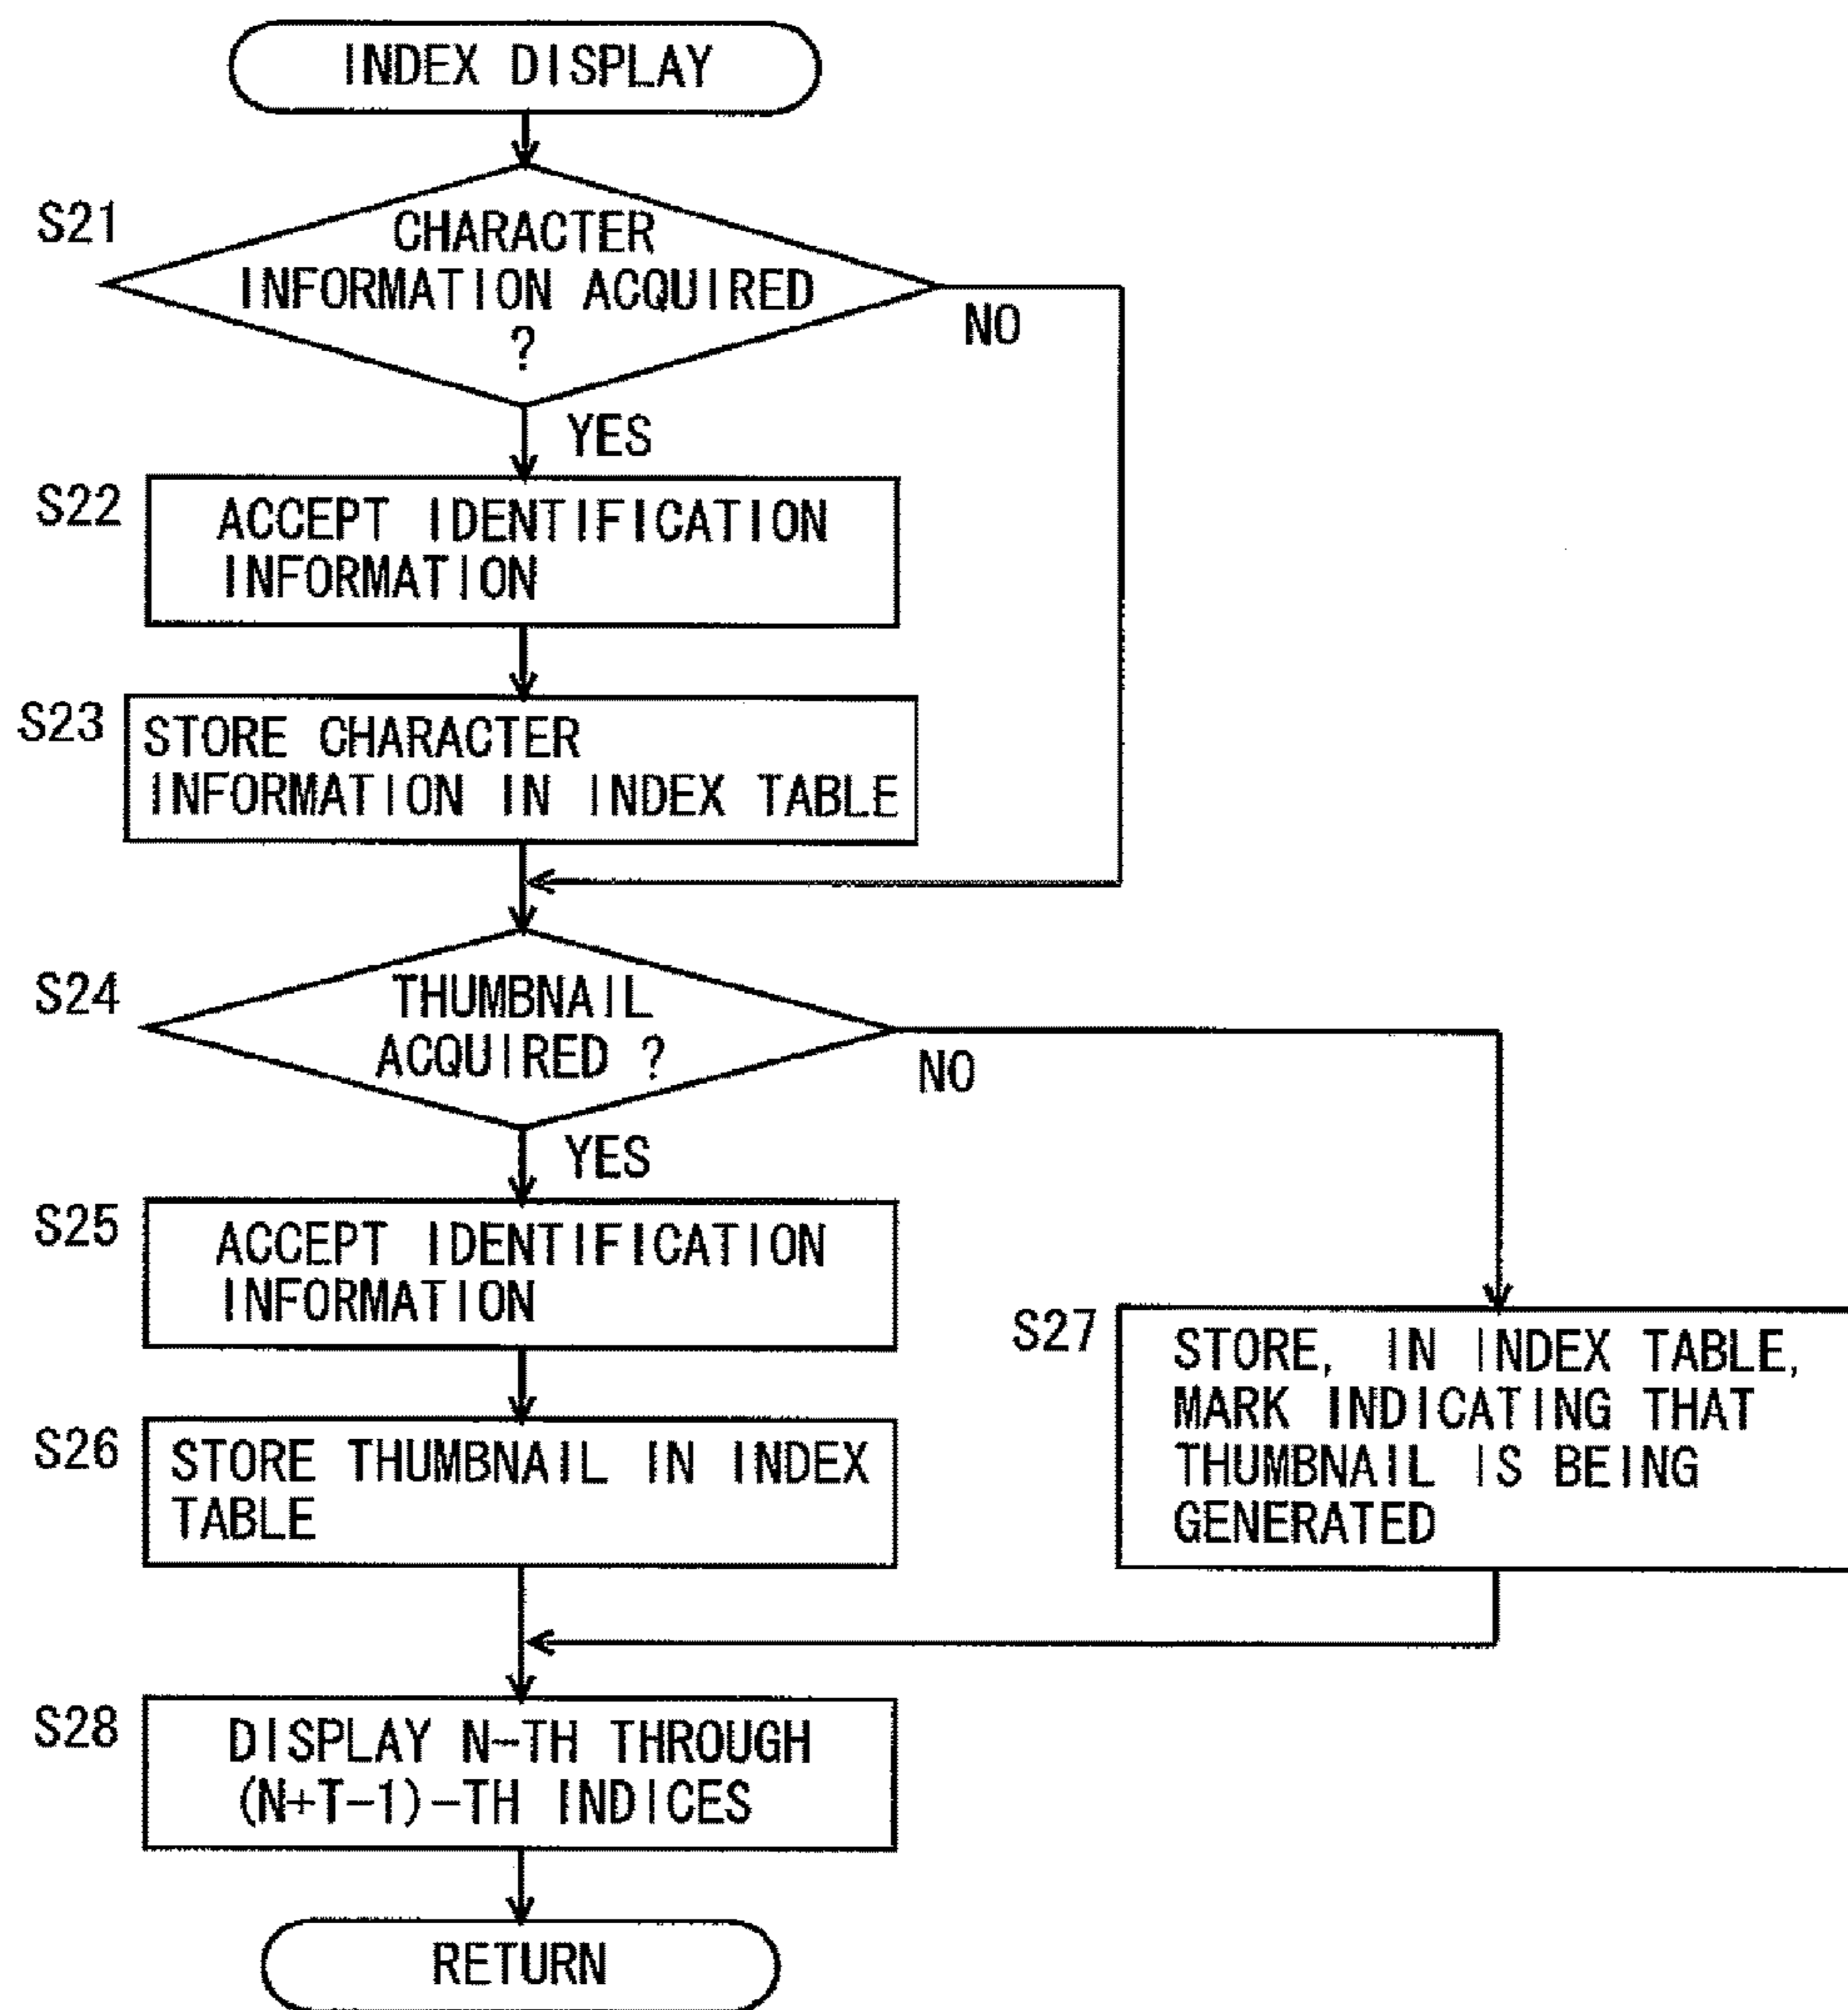 INDEX DISPLAY
S21
CHARACTER
INFORMATION ACQUIRED
?
NO
YES
S22
ACCEPT IDENTIFICATION
INFORMATION
S23
STORE CHARACTER
INFORMATION IN INDEX TABLE
S24
THUMBNAIL
ACQUIRED ?
NO
YES
S25
ACCEPT IDENTIFICATION
INFORMATION
S27
STORE, IN INDEX TABLE,
MARK INDICATING THAT
THUMBNAIL IS BEING
GENERATED
S26
STORE THUMBNAIL IN INDEX
TABLE
S28
DISPLAY N-TH THROUGH
(N+T-1)-TH INDICES
RETURN